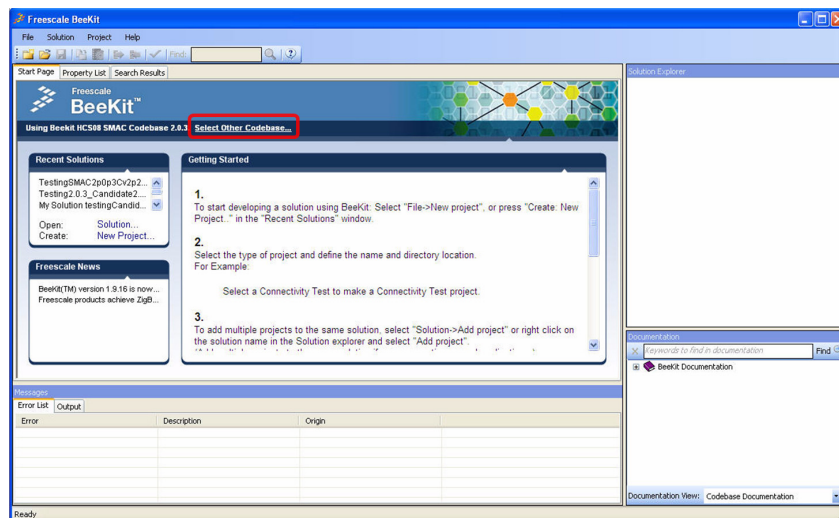 Freescale BeeKit
File Solution Project Help
Find:
Start Page Property List Search Results
Freescale
BeeKit™
Using Beekit HCS08 SMAC Codebase 2.0.3 Select Other Codebase...
Recent Solutions
TestingSMAC2p0p3Cv2p2...
Testing2.0.3_Candidate2....
My Solution testingCandid...
Open: Solution...
Create: New Project...
Freescale News
BeeKit(TM) version 1.9.16 is now...
Freescale products achieve ZigB...
Getting Started
1.
To start developing a solution using BeeKit: Select "File->New project", or press "Create: New
Project.." in the "Recent Solutions" window.
2.
Select the type of project and define the name and directory location.
For Example:
Select a Connectivity Test to make a Connectivity Test project.
3.
To add multiple projects to the same solution, select "Solution->Add project" or right click on
the solution name in the Solution explorer and select "Add project".
Solution Explorer
Documentation
Keywords to find in documentation Find
BeeKit Documentation
Documentation View: Codebase Documentation
Messages
Error List Output
Error Description Origin
Ready